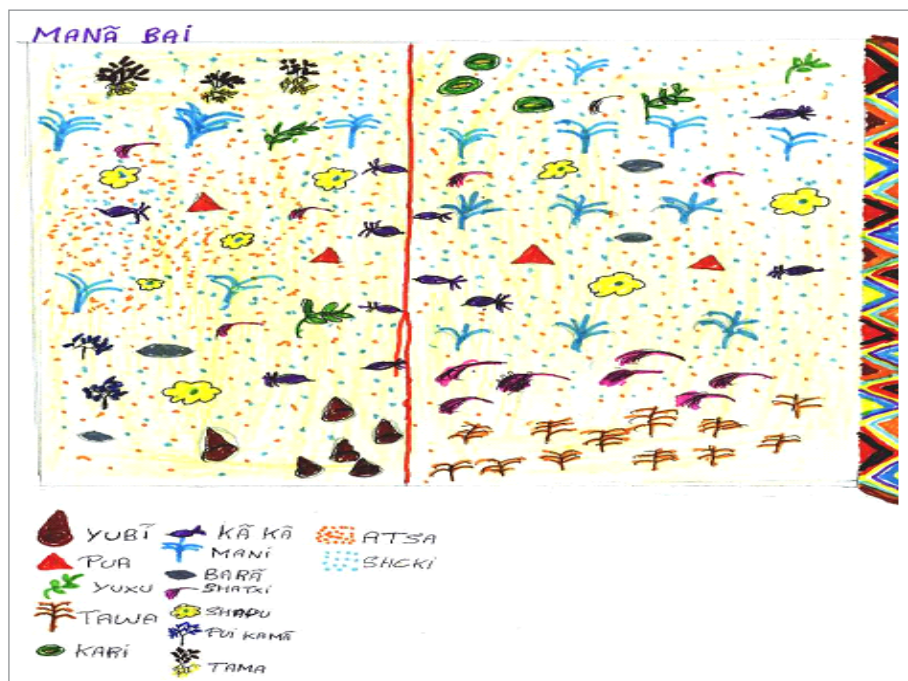 MANÃ BAI
YUBĨ
PUA
YUXU
TAWA
KARI
KÃ KÃ
MANI
BARÃ
SHATXI
SHAPU
PUI KAMÃ
TAMA
ATSA
SHEKI